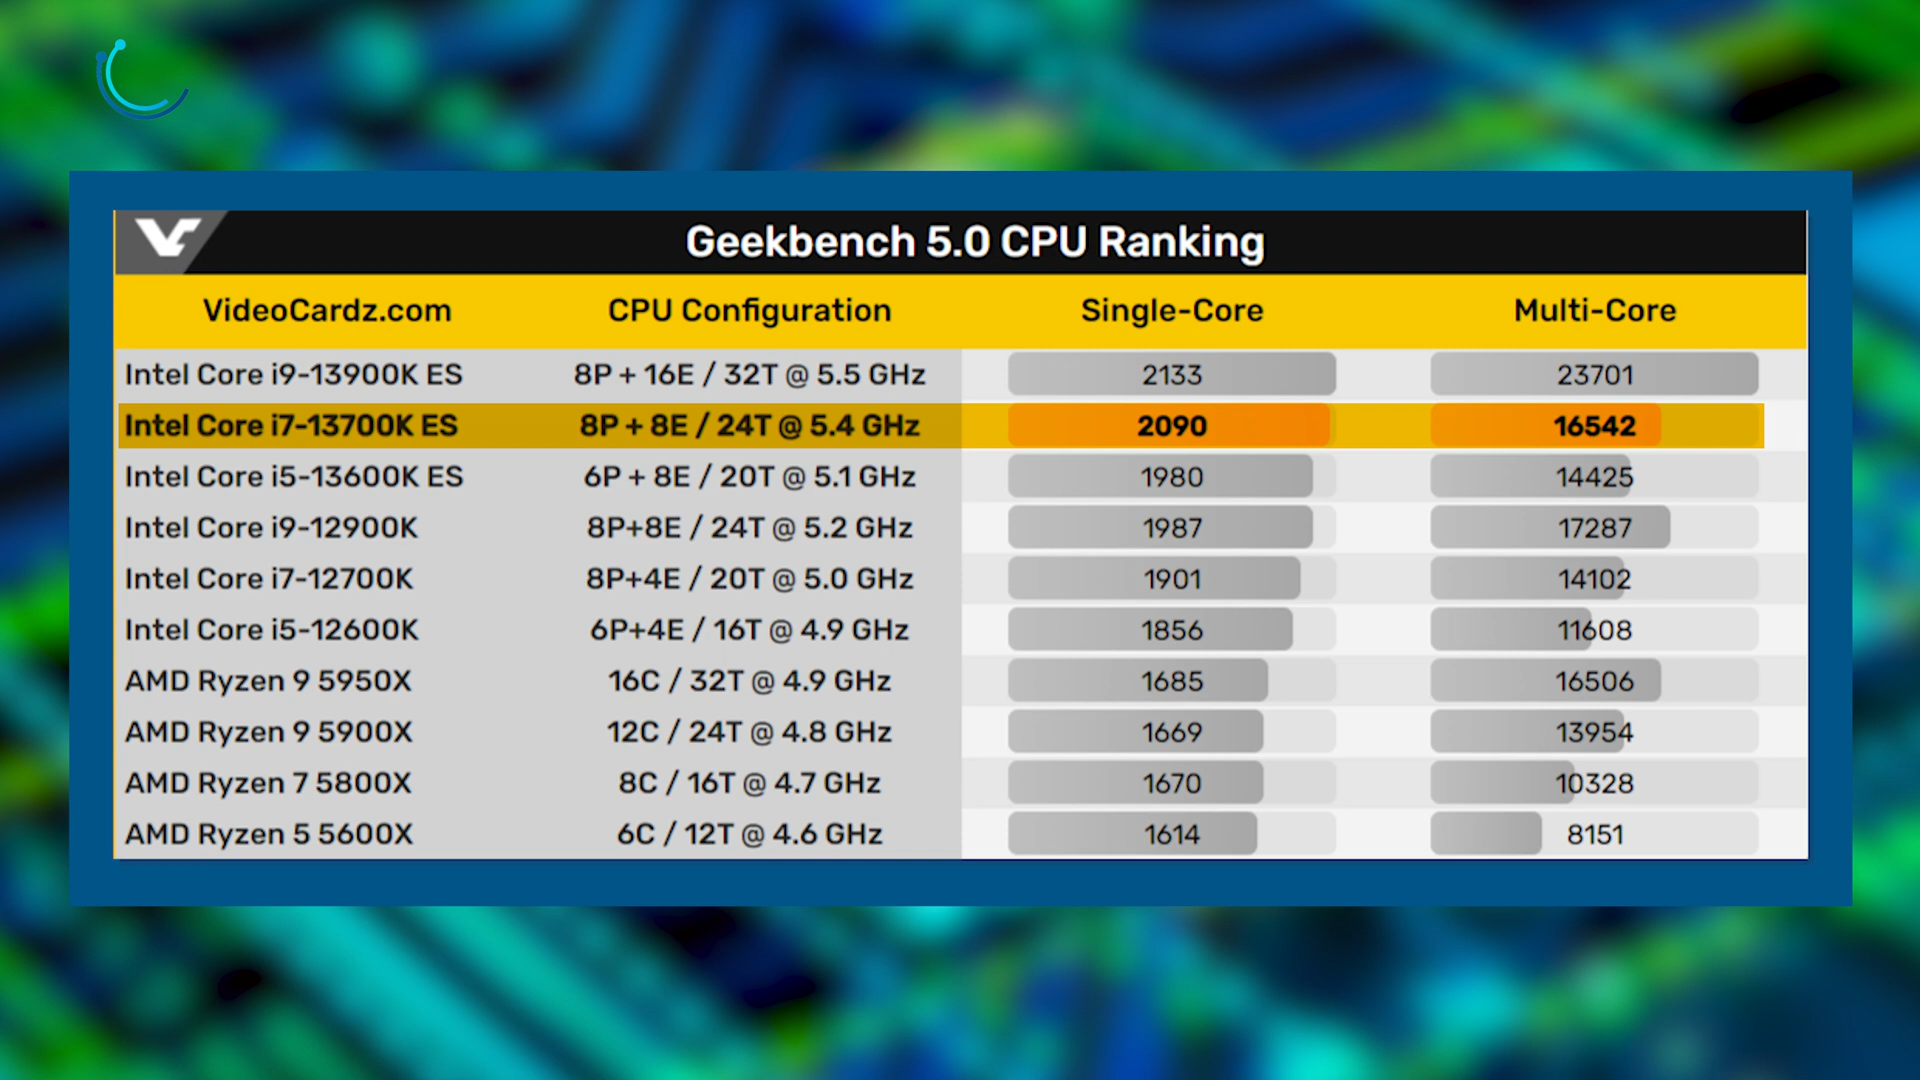 Geekbench 5.0 CPU Ranking
VideoCardz.com CPU Configuration Single-Core Multi-Core
Intel Core i9-13900K ES 8P + 16E / 32T @ 5.5 GHz 2133 23701
Intel Core i7-13700K ES 8P + 8E / 24T @ 5.4 GHz 2090 16542
Intel Core i5-13600K ES 6P + 8E / 20T @ 5.1 GHz 1980 14425
Intel Core i9-12900K 8P+8E / 24T @ 5.2 GHz 1987 17287
Intel Core i7-12700K 8P+4E / 20T @ 5.0 GHz 1901 14102
Intel Core i5-12600K 6P+4E / 16T @ 4.9 GHz 1856 11608
AMD Ryzen 9 5950X 16C / 32T @ 4.9 GHz 1685 16506
AMD Ryzen 9 5900X 12C / 24T @ 4.8 GHz 1669 13954
AMD Ryzen 7 5800X 8C / 16T @ 4.7 GHz 1670 10328
AMD Ryzen 5 5600X 6C / 12T @ 4.6 GHz 1614 8151